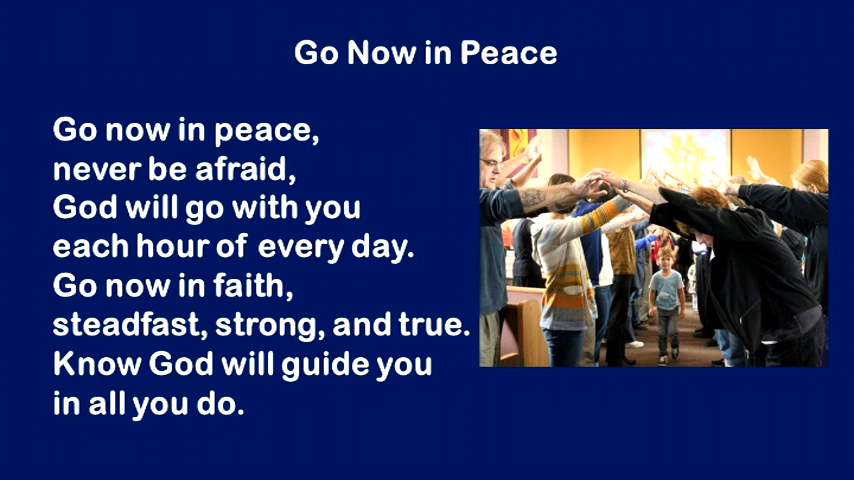 Go Now in Peace
Go now in peace,
never be afraid,
God will go with you
each hour of every day.
Go now in faith,
steadfast, strong, and true.
Know God will guide you
in all you do.